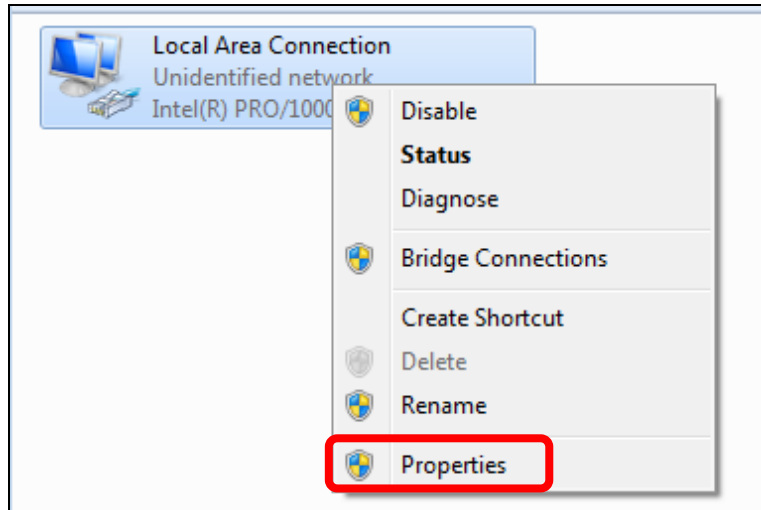 Local Area Connection
Unidentified network
Intel(R) PRO/1000
Disable
Status
Diagnose
Bridge Connections
Create Shortcut
Delete
Rename
Properties